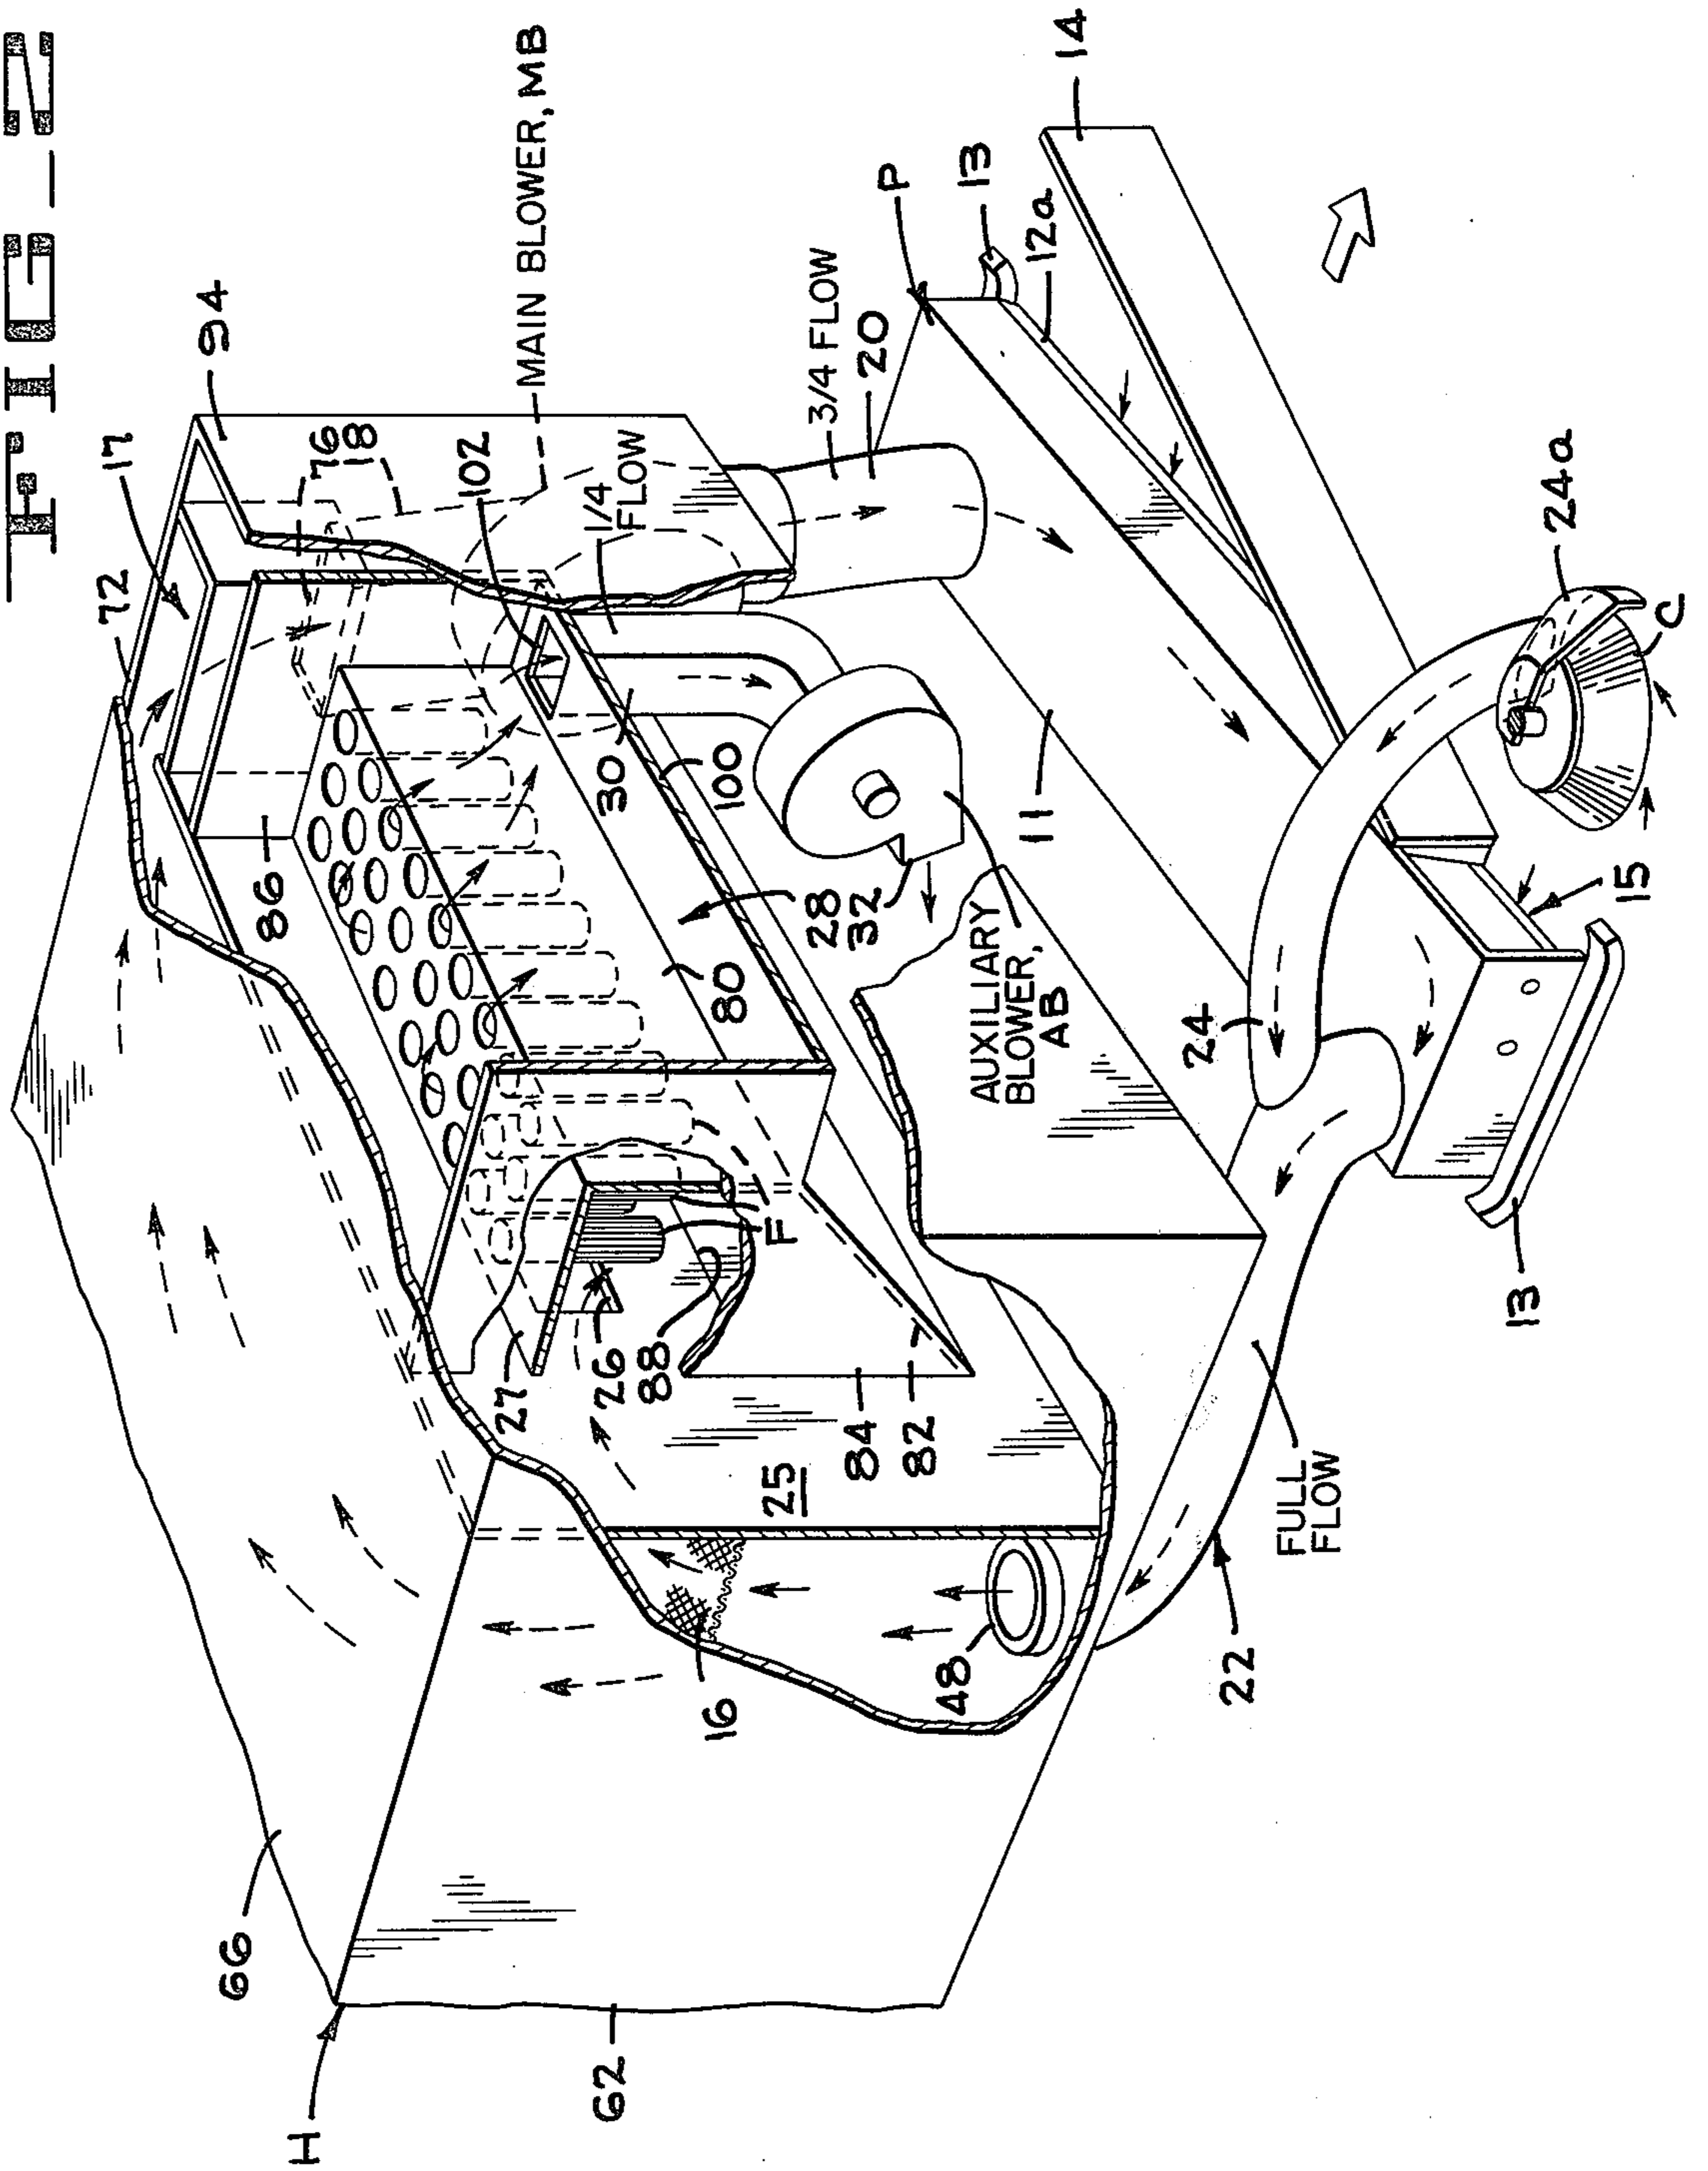 FIG_2
94
17
72
76
18
MAIN BLOWER, MB
102
1/4
FLOW
3/4 FLOW
20
P
13
12a
14
86
30
100
28
32
80
11
AUXILIARY
BLOWER,
AB
24
24a
C
15
13
F
27
26
88
84
82
25
16
48
FULL
FLOW
22
66
H
62